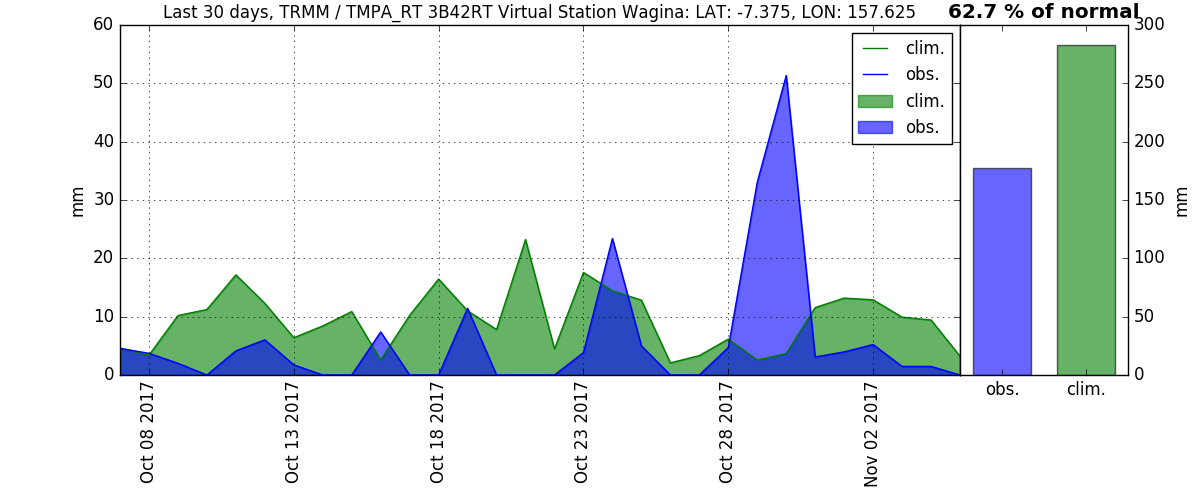 Last 30 days, TRMM / TMPA_RT 3B42RT Virtual Station Wagina: LAT: -7.375, LON: 157.625
62.7 % of normal
60
50
40
30
20
10
0
mm
clim.
obs.
clim.
obs.
300
250
200
150
100
50
0
mm
Oct 08 2017
Oct 13 2017
Oct 18 2017
Oct 23 2017
Oct 28 2017
Nov 02 2017
obs.
clim.